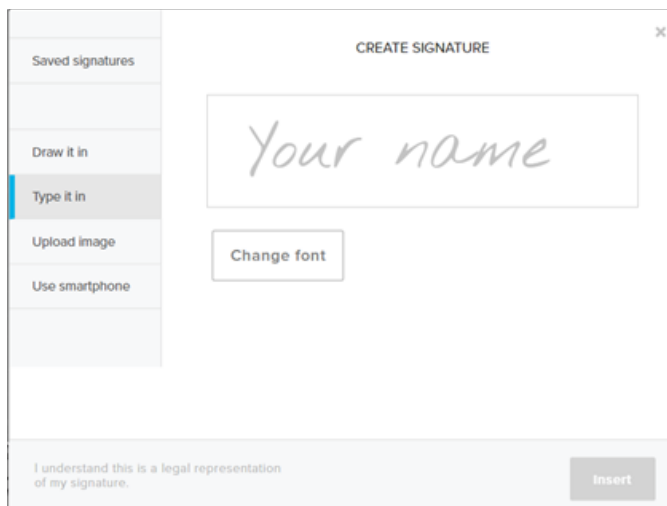 Saved signatures
Draw it in
Type it in
Upload image
Use smartphone
CREATE SIGNATURE
×
Your name
Change font
I understand this is a legal representation
of my signature.
Insert